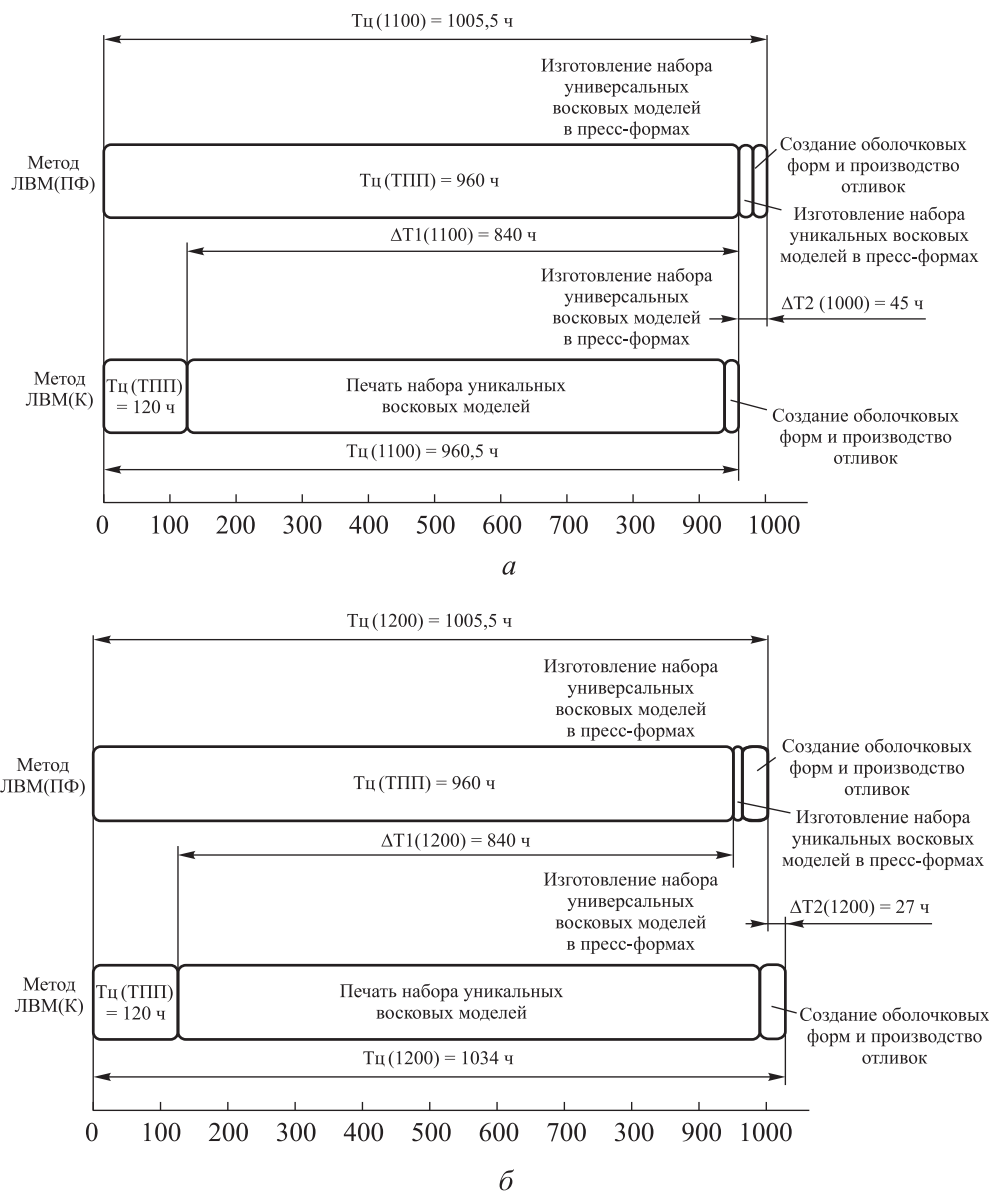 Тц (1100) = 1005,5 ч
Изготовление набора
универсальных
восковых моделей
в пресс-формах
Метод
ЛВМ(ПФ)
Тц (ТПП) = 960 ч
Создание оболочковых
форм и производство
отливок
Изготовление набора
уникальных восковых
моделей в пресс-формах
ΔТ1(1100) = 840 ч
Изготовление набора
универсальных
восковых моделей
в пресс-формах
ΔТ2 (1000) = 45 ч
Метод
ЛВМ(К)
Тц (ТПП)
= 120 ч
Печать набора уникальных
восковых моделей
Создание оболочковых
форм и производство
отливок
Тц (1100) = 960,5 ч
0 100 200 300 400 500 600 700 300 900 1000
а
Тц (1200) = 1005,5 ч
Изготовление набора
универсальных
восковых моделей
в пресс-формах
Метод
ЛВМ(ПФ)
Тц (ТПП) = 960 ч
Создание оболочковых
форм и производство
отливок
Изготовление набора
уникальных восковых
моделей в пресс-формах
ΔТ1(1200) = 840 ч
Изготовление набора
универсальных
восковых моделей
в пресс-формах
ΔТ2(1200) = 27 ч
Метод
ЛВМ(К)
Тц (ТПП)
= 120 ч
Печать набора уникальных
восковых моделей
Создание оболочковых
форм и производство
отливок
Тц (1200) = 1034 ч
0 100 200 300 400 500 600 700 300 900 1000
б